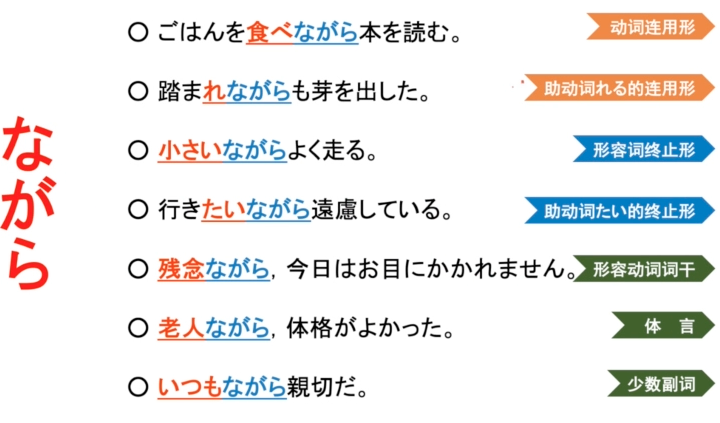 ながら
○ ごはんを食べながら本を読む。 动词连用形
○ 踏まれながらも芽を出した。 助动词れる的连用形
○ 小さいながらよく走る。 形容词终止形
○ 行きたいながら遠慮している。 助动词たい的终止形
○ 残念ながら,今日はお目にかかれません。 形容动词词干
○ 老人ながら,体格がよかった。 体 言
○ いつもながら親切だ。 少数副词